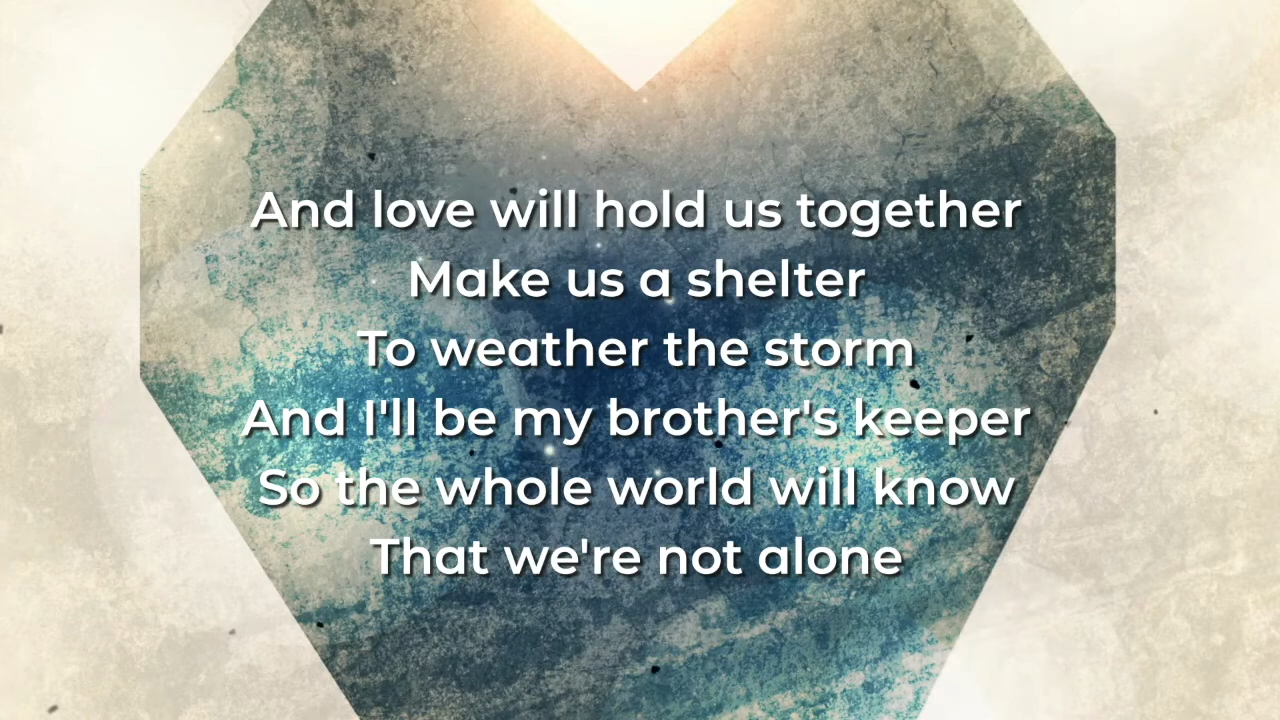 And love will hold us together
Make us a shelter
To weather the storm
And I'll be my brother's keeper
So the whole world will know
That we're not alone